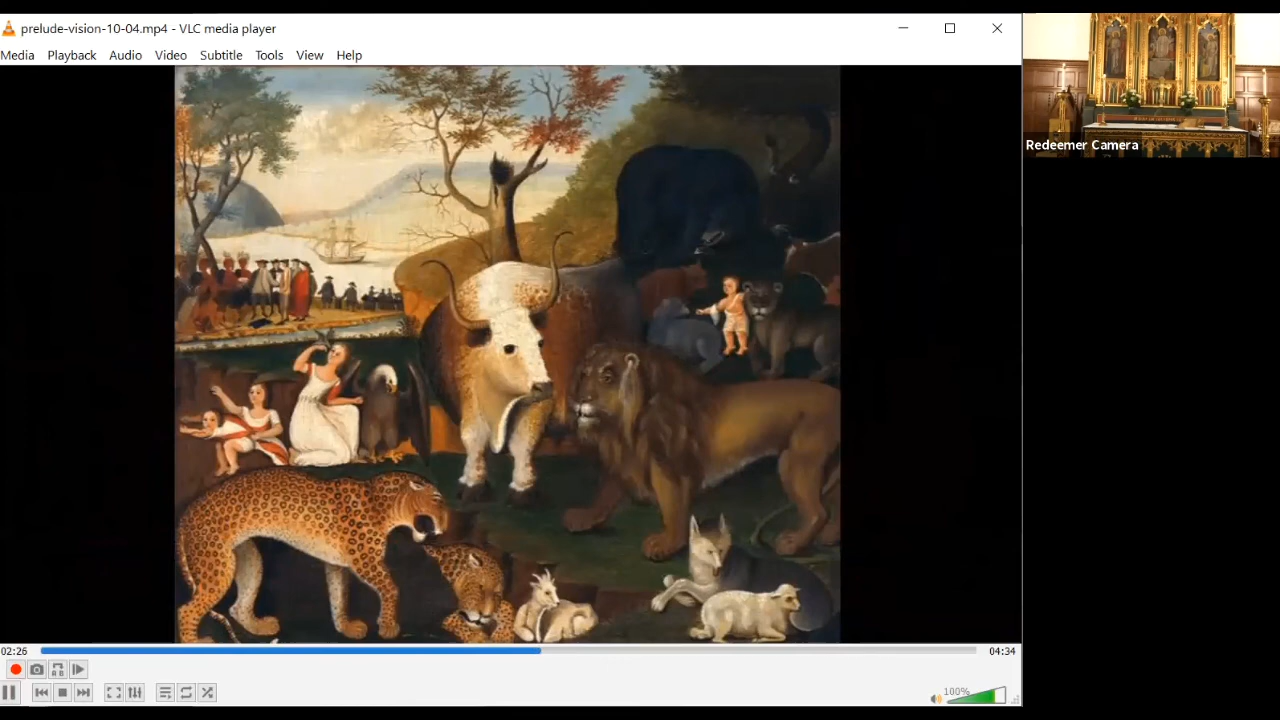 prelude-vision-10-04.mp4 - VLC media player
Media Playback Audio Video Subtitle Tools View Help
Redeemer Camera
02:26
04:34
100%